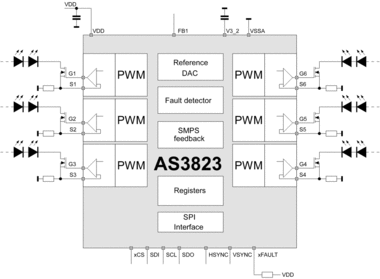 VDD
VDD
FB1
V3_2
VSSA
G1
S1
PWM
Reference
DAC
PWM
G6
S6
Fault detector
G2
S2
PWM
SMPS
feedback
PWM
G5
S5
G3
S3
PWM
AS3823
PWM
G4
S4
Registers
SPI
Interface
xCS
SDI
SCL
SDO
HSYNC
VSYNC
xFAULT
VDD